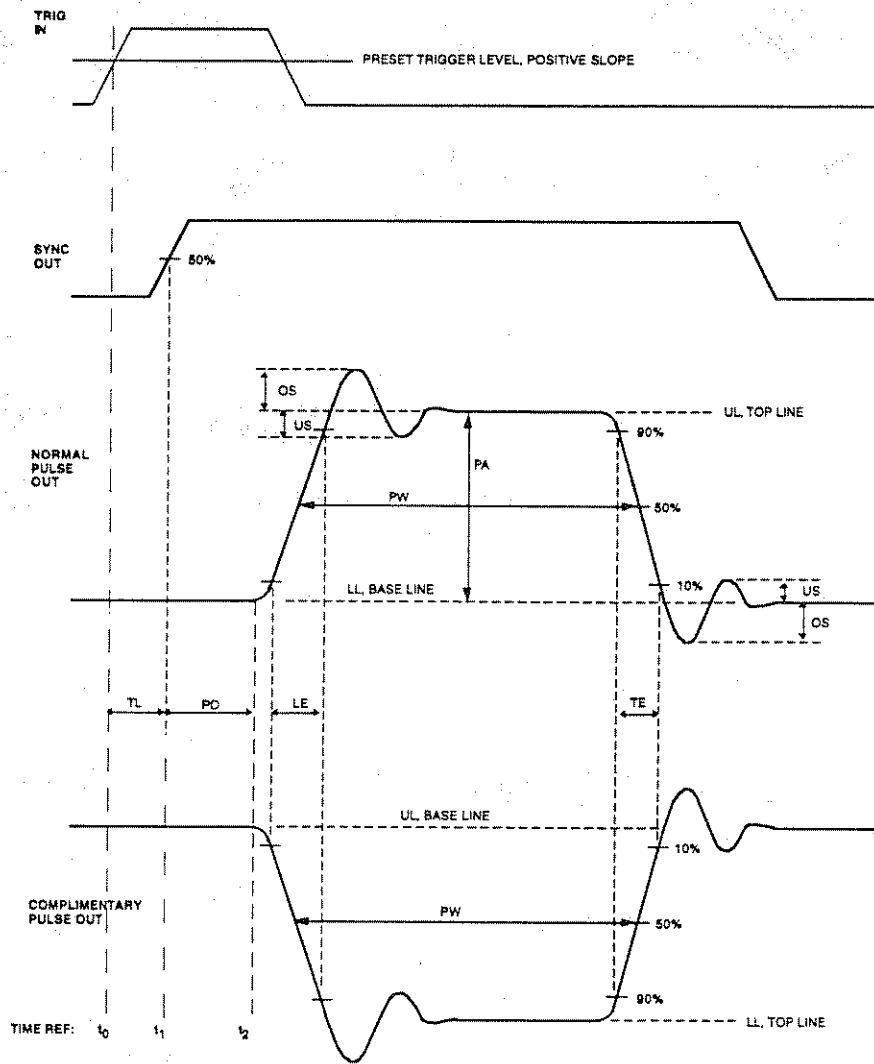 TRIG
IN
PRESET TRIGGER LEVEL, POSITIVE SLOPE
SYNC
OUT
50%
OS
US
UL, TOP LINE
90%
NORMAL
PULSE
OUT
PA
PW
50%
LL, BASE LINE
10%
US
OS
TL
PD
LE
TE
UL, BASE LINE
10%
COMPLIMENTARY
PULSE OUT
PW
50%
90%
LL, TOP LINE
TIME REF:
t0
t1
t2